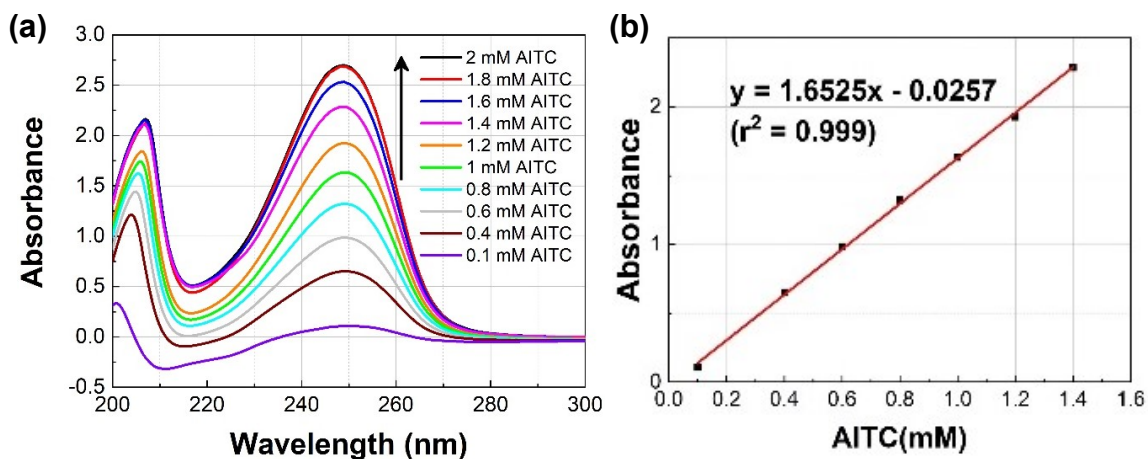 (a)
3.0
2.5
2.0
1.5
1.0
0.5
0.0
-0.5
Absorbance
2 mM AITC
1.8 mM AITC
1.6 mM AITC
1.4 mM AITC
1.2 mM AITC
1 mM AITC
0.8 mM AITC
0.6 mM AITC
0.4 mM AITC
0.1 mM AITC
200 220 240 260 280 300
Wavelength (nm)
(b)
y = 1.6525x - 0.0257
(r² = 0.999)
2
1
0
Absorbance
0.0 0.2 0.4 0.6 0.8 1.0 1.2 1.4 1.6
AITC(mM)